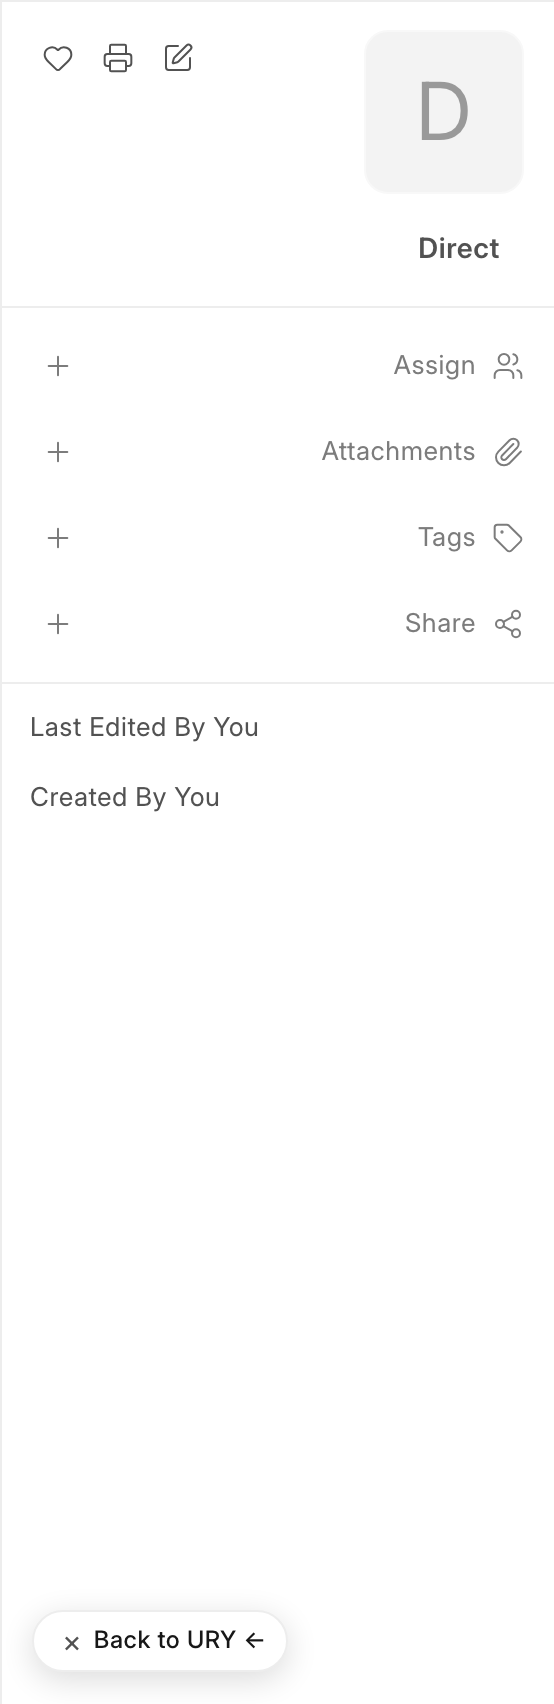 D
Direct
Assign
Attachments
Tags
Share
Last Edited By You
Created By You
Back to URY ←